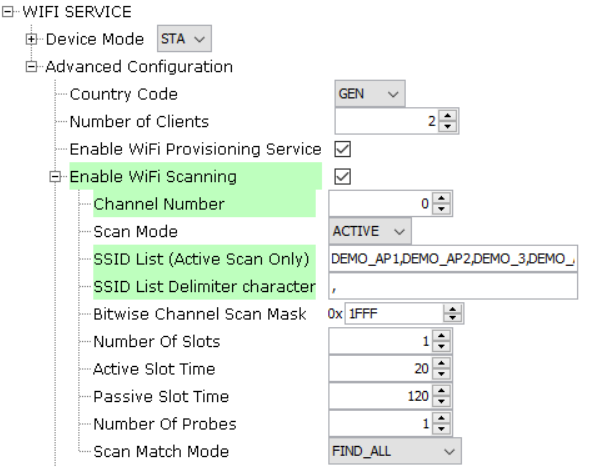 WIFI SERVICE
Device Mode STA
Advanced Configuration
Country Code GEN
Number of Clients 2
Enable WiFi Provisioning Service
Enable WiFi Scanning
Channel Number 0
Scan Mode ACTIVE
SSID List (Active Scan Only) DEMO_AP1,DEMO_AP2,DEMO_3,DEMO_
SSID List Delimiter character ,
Bitwise Channel Scan Mask 0x 1FFF
Number Of Slots 1
Active Slot Time 20
Passive Slot Time 120
Number Of Probes 1
Scan Match Mode FIND_ALL